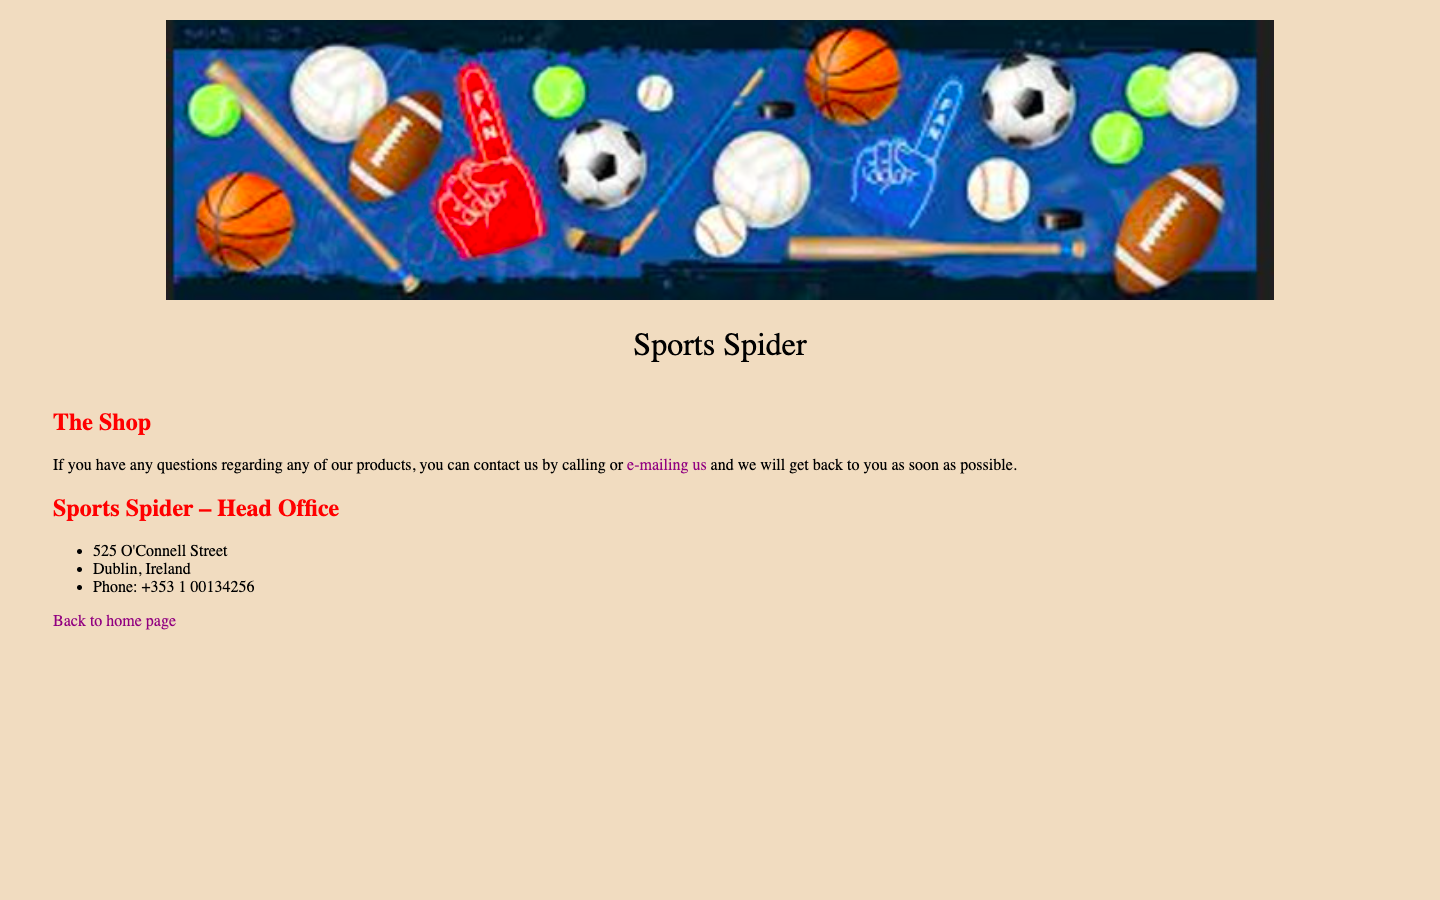 FAN
FAN
Sports Spider
The Shop
If you have any questions regarding any of our products, you can contact us by calling or e-mailing us and we will get back to you as soon as possible.
Sports Spider – Head Office
525 O'Connell Street
Dublin, Ireland
Phone: +353 1 00134256
Back to home page